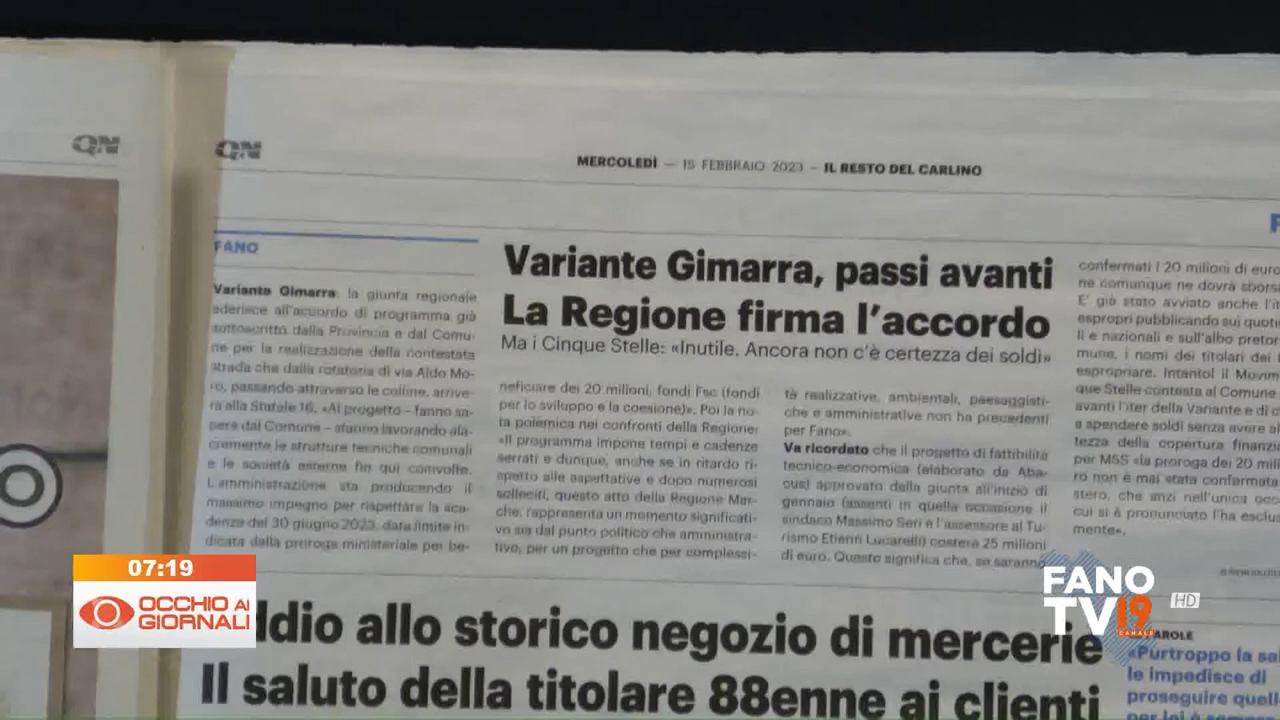 QN
QN
MERCOLEDÌ — 15 FEBBRAIO 2023 – IL RESTO DEL CARLINO
FANO
Variante Gimarra: la giunta regionale
aderisce all'accordo di programma già
sottoscritto dalla Provincia e dal Comu-
ne per la realizzazione della contestata
strada che dalla rotatoria di via Aldo Mo-
ro, passando attraverso le colline, arrive-
rà alla Statale 16. «Al progetto – fanno sa-
pere dal Comune – stanno lavorando ala-
cremente le strutture tecniche comunali
e le società esterne fin qui coinvolte.
L'amministrazione sta producendo il
massimo impegno per rispettare la sca-
denza del 30 giugno 2023, data limite in-
dicata dalla proroga ministeriale per be-
Variante Gimarra, passi avanti
La Regione firma l'accordo
Ma i Cinque Stelle: «Inutile. Ancora non c'è certezza dei soldi»
neficiare dei 20 milioni, fondi Fsc (fondi
per lo sviluppo e la coesione)». Poi la no-
ta polemica nei confronti della Regione:
«Il programma impone tempi e cadenze
serrati e dunque, anche se in ritardo ri-
spetto alle aspettative e dopo numerosi
solleciti, questo atto della Regione Mar-
che, rappresenta un momento significati-
vo sia dal punto politico che amministra-
tivo, per un progetto che per complessi-
tà realizzative, ambientali, paesaggisti-
che e amministrative non ha precedenti
per Fano».
Va ricordato che il progetto di fattibilità
tecnico-economica (elaborato da Aba-
cus) approvato dalla giunta all'inizio di
gennaio (assenti in quella occasione il
sindaco Massimo Seri e l'assessore al Tu-
rismo Etienn Lucarelli) costerà 25 milioni
di euro. Questo significa che, se saranno
confermati i 20 milioni di euro
ne comunque ne dovrà sborsa
E' già stato avviato anche l'i
espropri pubblicando sui quot
li e nazionali e sull'albo pretor
mune, i nomi dei titolari dei
espropriare. Intanto il Movim
que Stelle contesta al Comune
avanti l'iter della Variante e di c
a spendere soldi senza avere al
tezza della copertura finanzi
per M5S «la proroga dei 20 mili
ro non è mai stata confermata
stero, che anzi nell'unica occ
cui si è pronunciato l'ha esclu
mente».
ddio allo storico negozio di mercerie
Il saluto della titolare 88enne ai clienti
AROLE
«Purtroppo la sal
le impedisce di
proseguire quell
07:19
OCCHIO AI
GIORNALI
FANO
TV 19
CANALE
HD